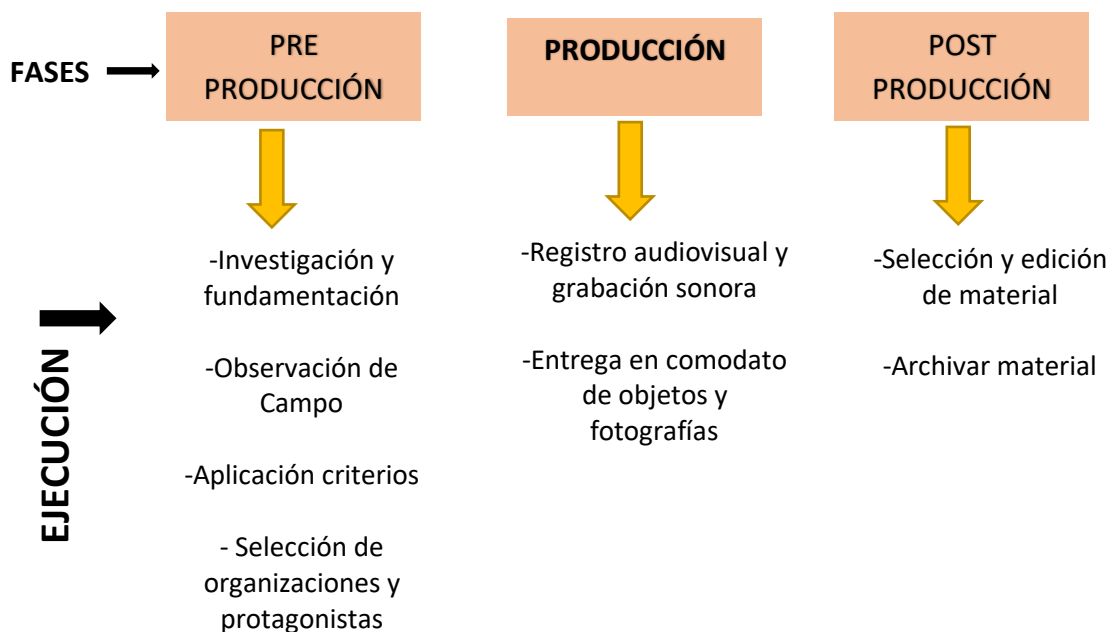 FASES
PRE
PRODUCCIÓN
PRODUCCIÓN
POST
PRODUCCIÓN
EJECUCIÓN
-Investigación y
fundamentación
-Observación de
Campo
-Aplicación criterios
- Selección de
organizaciones y
protagonistas
-Registro audiovisual y
grabación sonora
-Entrega en comodato
de objetos y
fotografías
-Selección y edición
de material
-Archivar material